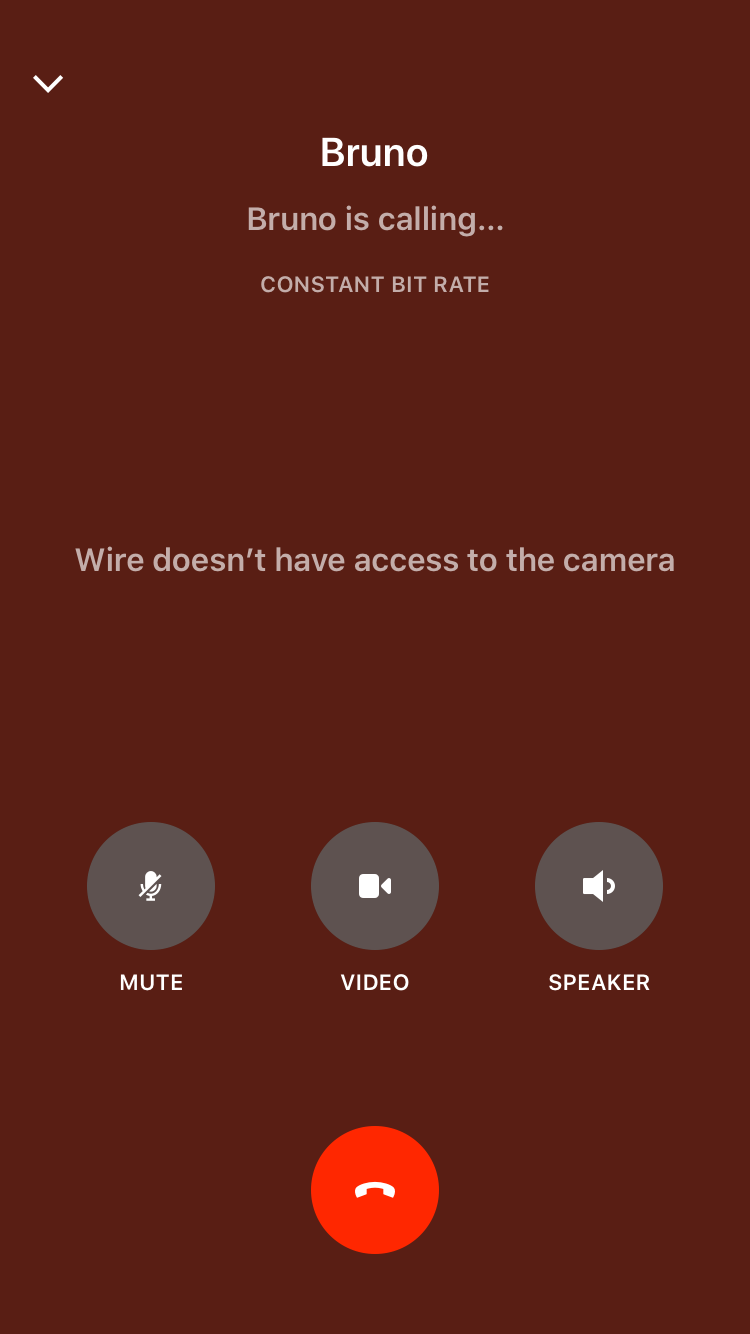 Bruno
Bruno is calling...
CONSTANT BIT RATE
Wire doesn’t have access to the camera
MUTE
VIDEO
SPEAKER